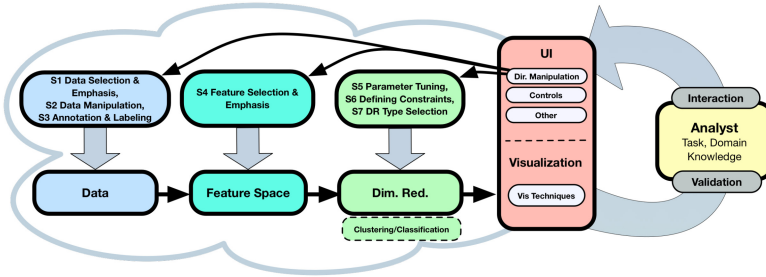 S1 Data Selection &
Emphasis,
S2 Data Manipulation,
S3 Annotation & Labeling
S4 Feature Selection &
Emphasis
S5 Parameter Tuning,
S6 Defining Constraints,
S7 DR Type Selection
UI
Dir. Manipulation
Controls
Other
Visualization
Vis Techniques
Interaction
Analyst
Task, Domain
Knowledge
Validation
Data
Feature Space
Dim. Red.
Clustering/Classification